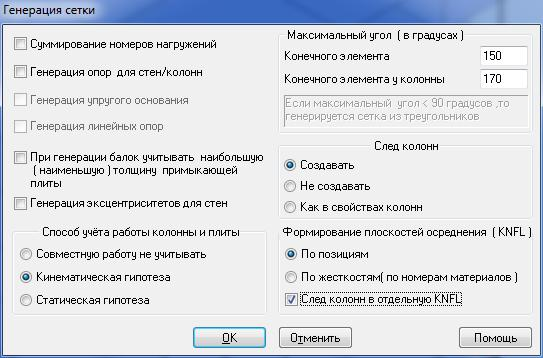 Генерация сетки
Суммирование номеров нагружений
Генерация опор для стен/колонн
Генерация упругого основания
Генерация линейных опор
При генерации балок учитывать наибольшую
( наименьшую ) толщину примыкающей
плиты
Генерация эксцентриситетов для стен
Способ учёта работы колонны и плиты
Совместную работу не учитывать
Кинематическая гипотеза
Статическая гипотеза
Максимальный угол ( в градусах )
Конечного элемента 150
Конечного элемента у колонны 170
Если максимальный угол < 90 градусов ,то
генерируется сетка из треугольников
След колонн
Создавать
Не создавать
Как в свойствах колонн
Формирование плоскостей осреднения ( KNFL )
По позициям
По жесткостям( по номерам материалов )
След колонн в отдельную KNFL
OK Отменить Помощь